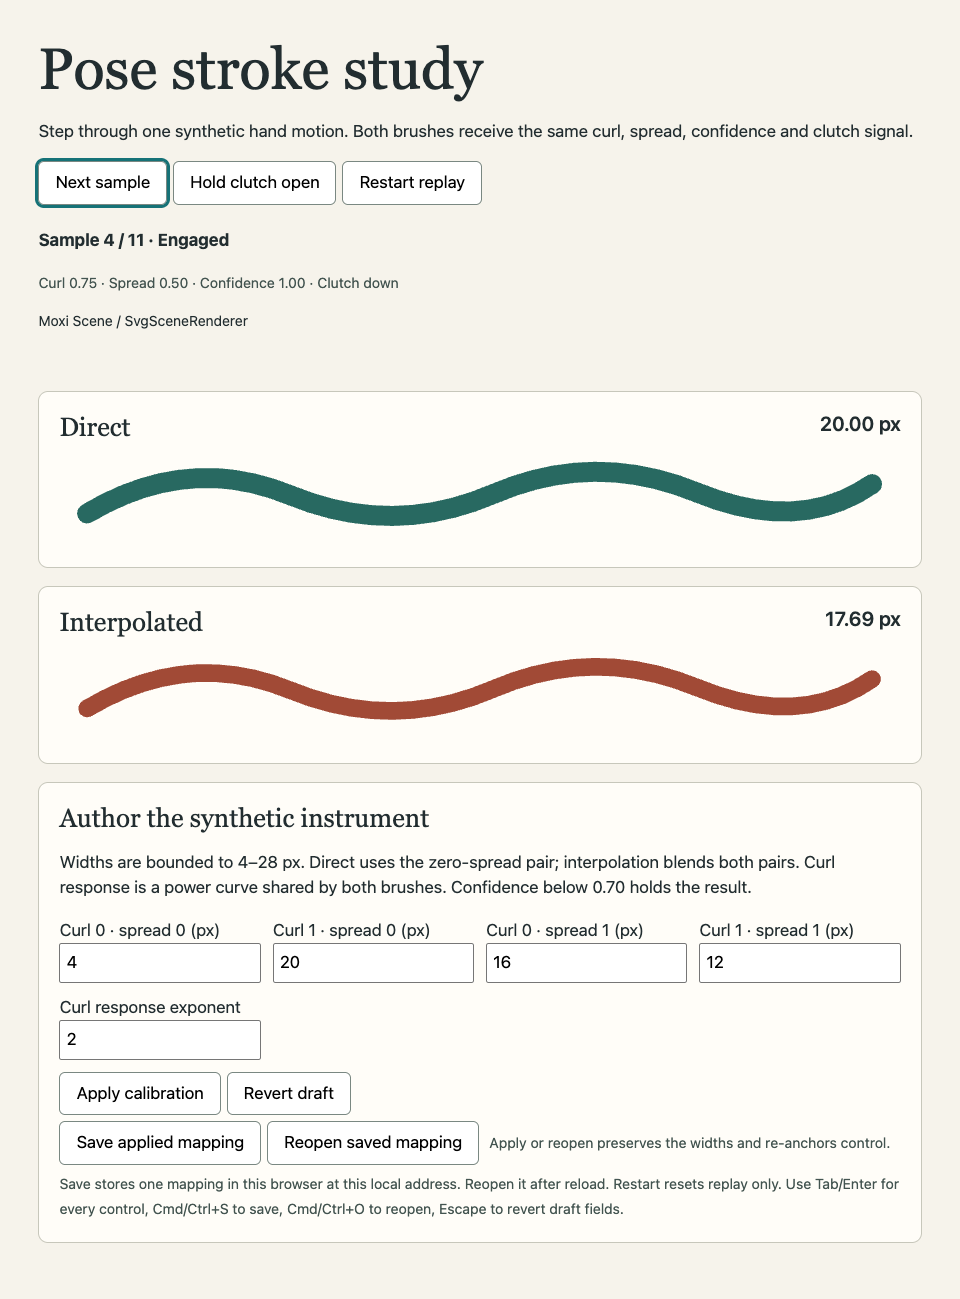 Pose stroke study
Step through one synthetic hand motion. Both brushes receive the same curl, spread, confidence and clutch signal.
Next sample
Hold clutch open
Restart replay
Sample 4 / 11 · Engaged
Curl 0.75 · Spread 0.50 · Confidence 1.00 · Clutch down
Moxi Scene / SvgSceneRenderer
Direct
20.00 px
Interpolated
17.69 px
Author the synthetic instrument
Widths are bounded to 4–28 px. Direct uses the zero-spread pair; interpolation blends both pairs. Curl
response is a power curve shared by both brushes. Confidence below 0.70 holds the result.
Curl 0 · spread 0 (px)
Curl 1 · spread 0 (px)
Curl 0 · spread 1 (px)
Curl 1 · spread 1 (px)
4
20
16
12
Curl response exponent
2
Apply calibration
Revert draft
Save applied mapping
Reopen saved mapping
Apply or reopen preserves the widths and re-anchors control.
Save stores one mapping in this browser at this local address. Reopen it after reload. Restart resets replay only. Use Tab/Enter for
every control, Cmd/Ctrl+S to save, Cmd/Ctrl+O to reopen, Escape to revert draft fields.